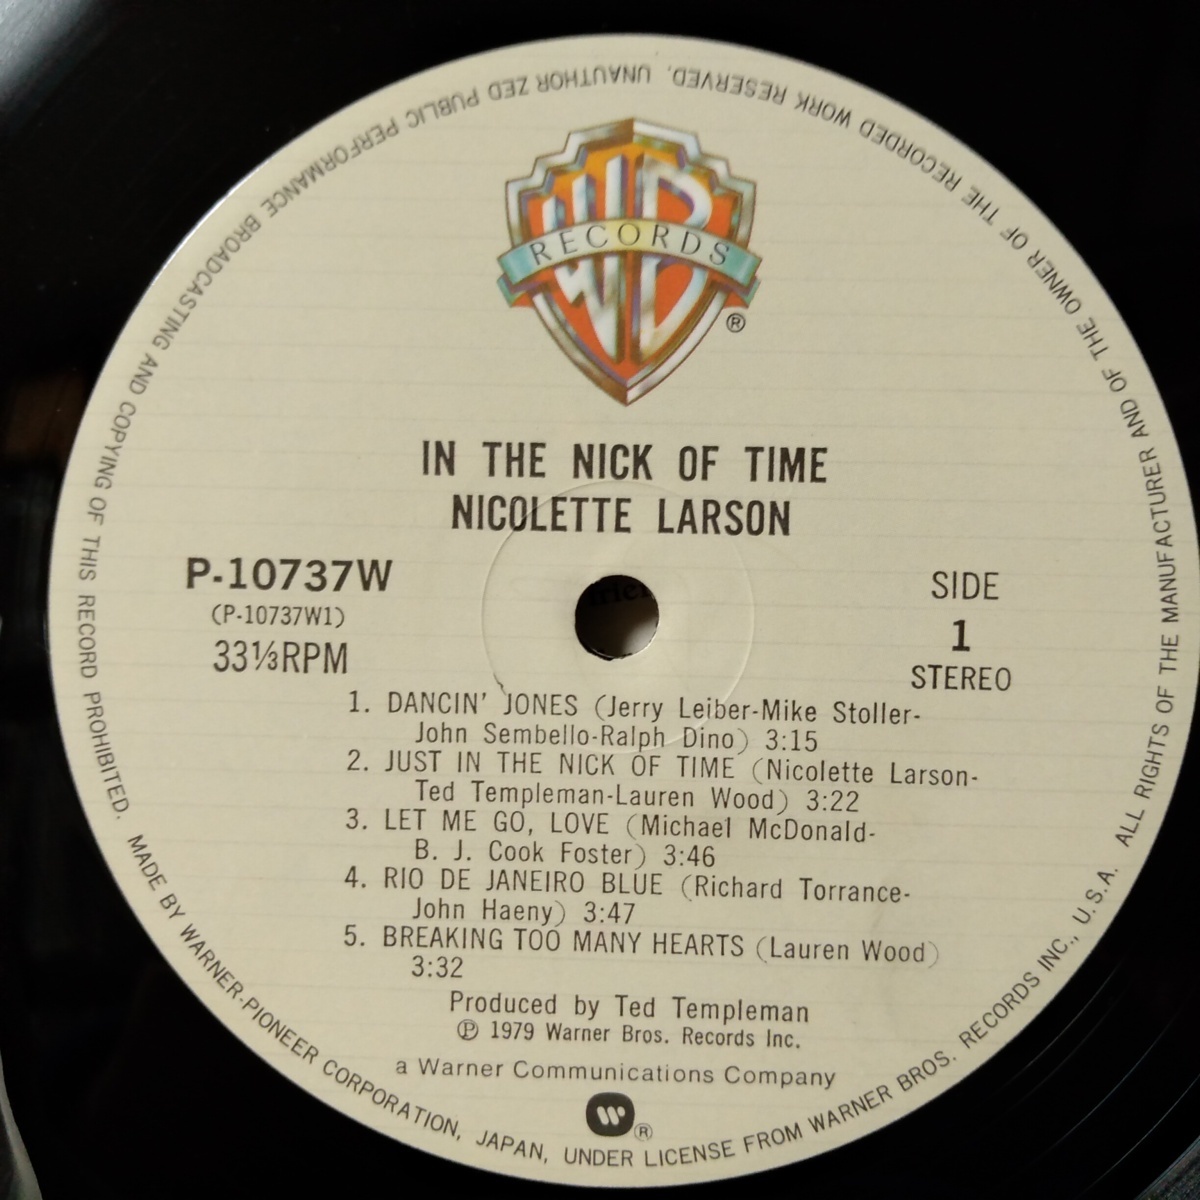 WB
RECORDS
®
IN THE NICK OF TIME
NICOLETTE LARSON
P-10737W
(P-10737W1)
33⅓RPM
SIDE
1
STEREO
1. DANCIN' JONES (Jerry Leiber-Mike Stoller-
John Sembello-Ralph Dino) 3:15
2. JUST IN THE NICK OF TIME (Nicolette Larson-
Ted Templeman-Lauren Wood) 3:22
3. LET ME GO, LOVE (Michael McDonald-
B. J. Cook Foster) 3:46
4. RIO DE JANEIRO BLUE (Richard Torrance-
John Haeny) 3:47
5. BREAKING TOO MANY HEARTS (Lauren Wood)
3:32
Produced by Ted Templeman
Ⓟ 1979 Warner Bros. Records Inc.
a Warner Communications Company
W ®
MADE BY WARNER-PIONEER CORPORATION, JAPAN, UNDER LICENSE FROM WARNER BROS. RECORDS INC., U.S.A. ALL RIGHTS OF THE MANUFACTURER AND OF THE OWNER OF THE RECORDED WORK RESERVED. UNAUTHOR ZED PUBLIC PERFORMANCE BROADCASTING AND COPYING OF THIS RECORD PROHIBITED.